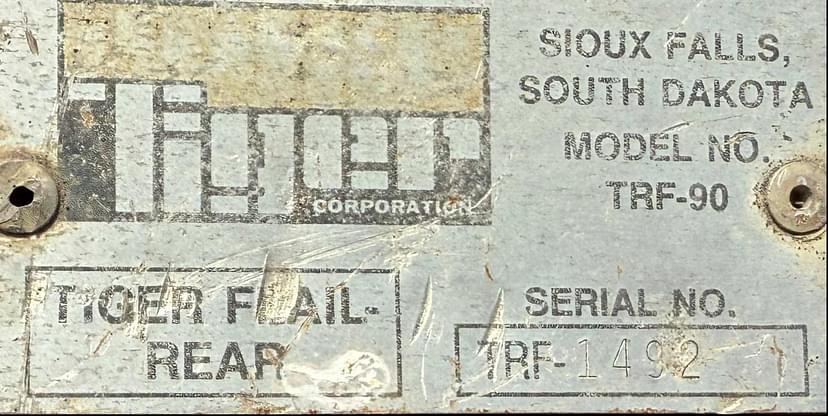 Tiger
CORPORATION
SIOUX FALLS,
SOUTH DAKOTA
MODEL NO.
TRF-90
TIGER FLAIL-
REAR
SERIAL NO.
TRF-1492